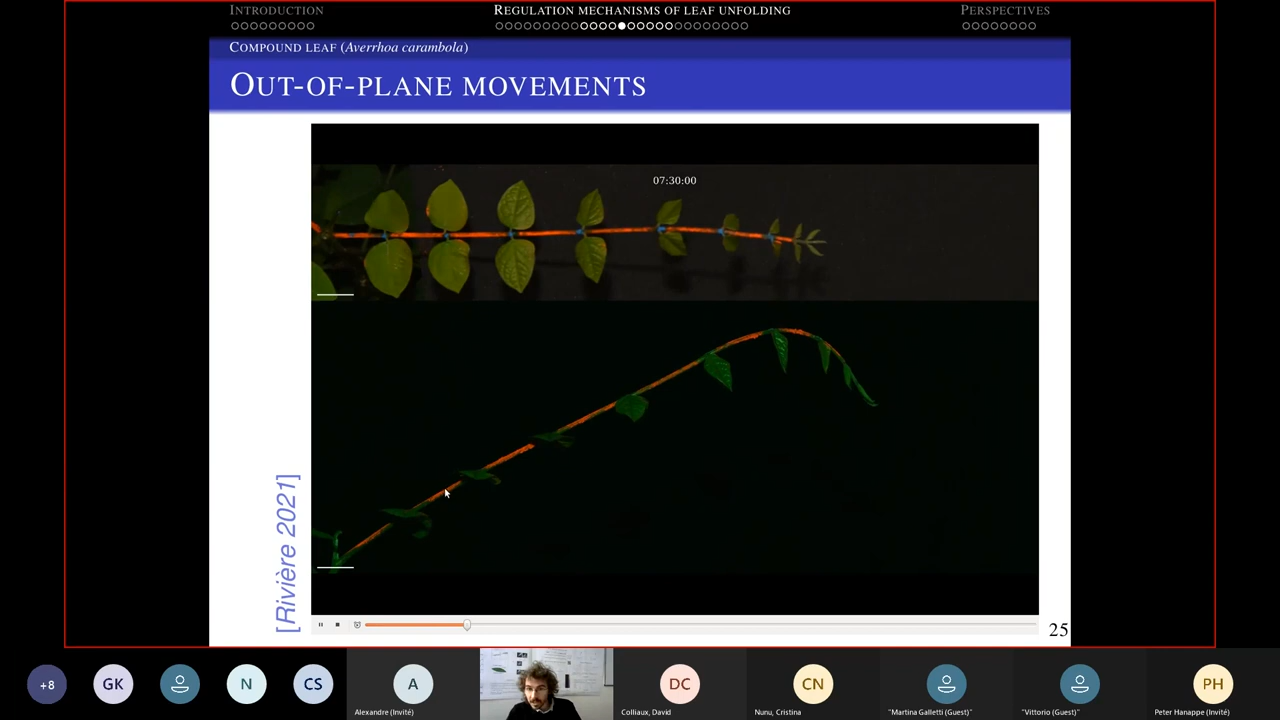 INTRODUCTION
REGULATION MECHANISMS OF LEAF UNFOLDING
PERSPECTIVES
COMPOUND LEAF (Averrhoa carambola)
OUT-OF-PLANE MOVEMENTS
07:30:00
[Rivière 2021]
25
+8
GK
N
CS
A
DC
CN
PH
Alexandre (Invité)
Colliaux, David
Nunu, Cristina
"Martina Galletti (Guest)"
"Vittorio (Guest)"
Peter Hanappe (Invité)